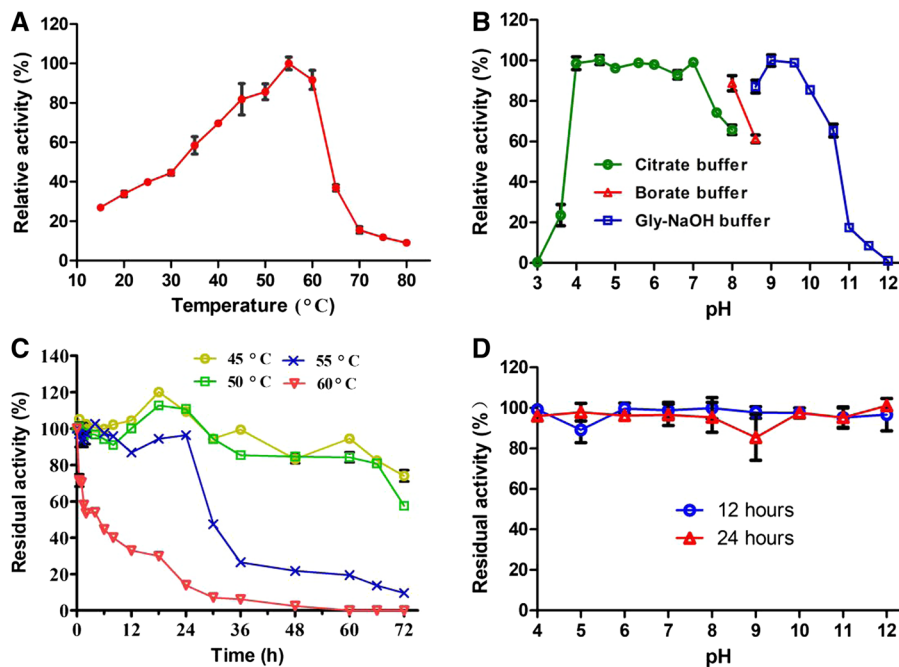 A
Relative activity (%)
120
100
80
60
40
20
0
10 20 30 40 50 60 70 80
Temperature (°C)
B
Relative activity (%)
120
100
80
60
40
20
0
Citrate buffer
Borate buffer
Gly-NaOH buffer
3 4 5 6 7 8 9 10 11 12
pH
C
Residual activity (%)
140
120
100
80
60
40
20
0
45 °C 55 °C
50 °C 60°C
0 12 24 36 48 60 72
Time (h)
D
Residual activity (%)
120
100
80
60
40
20
0
12 hours
24 hours
4 5 6 7 8 9 10 11 12
pH